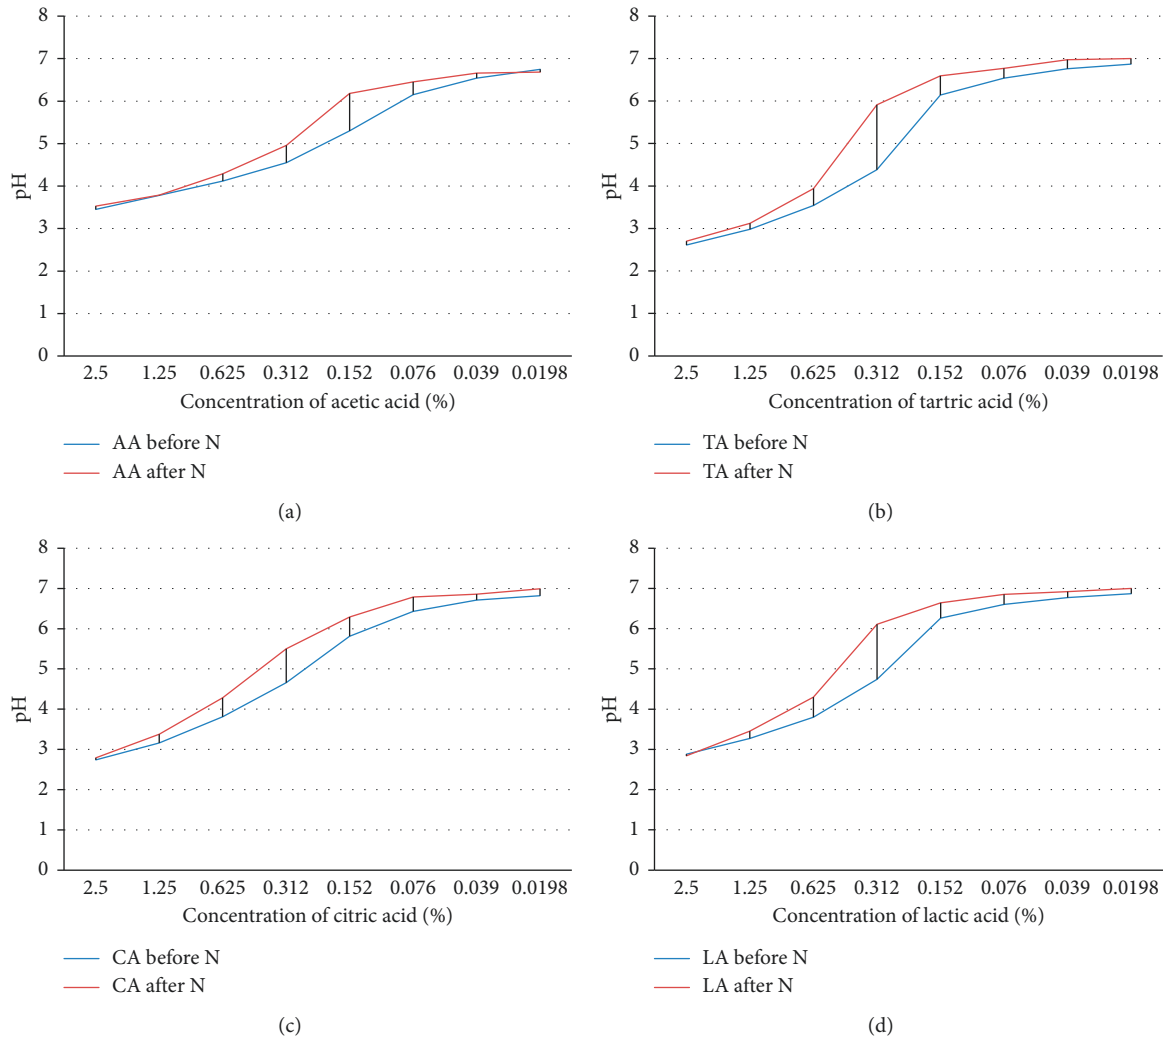 8
7
6
5
4
3
2
1
0
pH
2.5 1.25 0.625 0.312 0.152 0.076 0.039 0.0198
Concentration of acetic acid (%)
AA before N
AA after N
(a)
8
7
6
5
4
3
2
1
0
pH
2.5 1.25 0.625 0.312 0.152 0.076 0.039 0.0198
Concentration of tartric acid (%)
TA before N
TA after N
(b)
8
7
6
5
4
3
2
1
0
pH
2.5 1.25 0.625 0.312 0.152 0.076 0.039 0.0198
Concentration of citric acid (%)
CA before N
CA after N
(c)
8
7
6
5
4
3
2
1
0
pH
2.5 1.25 0.625 0.312 0.152 0.076 0.039 0.0198
Concentration of lactic acid (%)
LA before N
LA after N
(d)